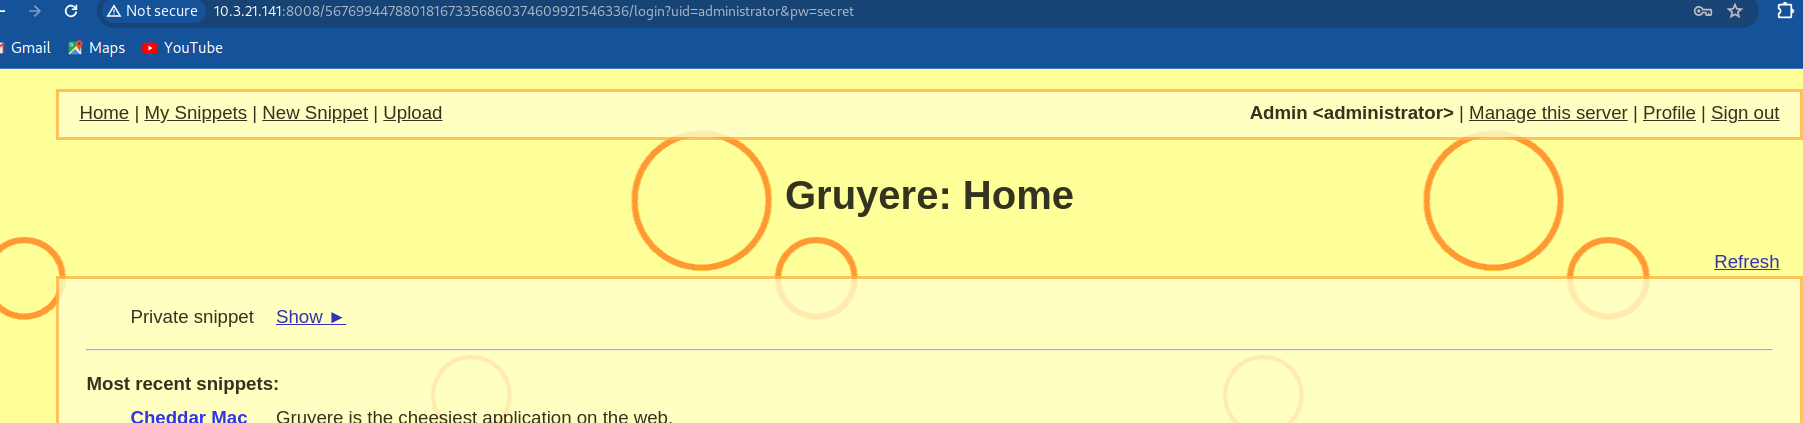 Not secure 10.3.21.141:8008/567699447880181673356860374609921546336/login?uid=administrator&pw=secret
Gmail Maps YouTube
Home | My Snippets | New Snippet | Upload Admin <administrator> | Manage this server | Profile | Sign out
Gruyere: Home
Refresh
Private snippet Show ►
Most recent snippets:
Cheddar Mac Gruyere is the cheesiest application on the web.